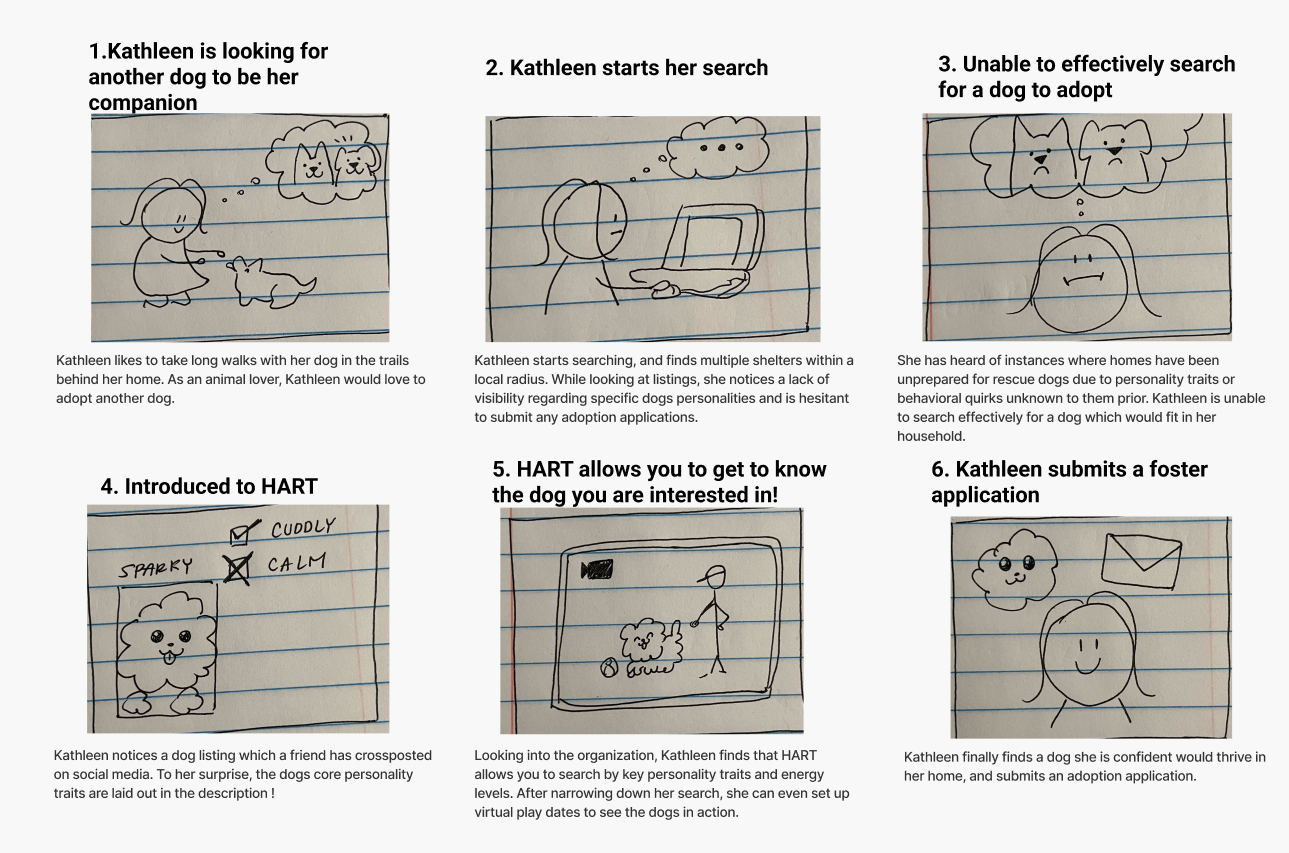 1.Kathleen is looking for
another dog to be her
companion
Kathleen likes to take long walks with her dog in the trails
behind her home. As an animal lover, Kathleen would love to
adopt another dog.
2. Kathleen starts her search
Kathleen starts searching, and finds multiple shelters within a
local radius. While looking at listings, she notices a lack of
visibility regarding specific dogs personalities and is hesitant
to submit any adoption applications.
3. Unable to effectively search
for a dog to adopt
She has heard of instances where homes have been
unprepared for rescue dogs due to personality traits or
behavioral quirks unknown to them prior. Kathleen is unable
to search effectively for a dog which would fit in her
household.
4. Introduced to HART
CUDDLY
SPARKY
CALM
Kathleen notices a dog listing which a friend has crossposted
on social media. To her surprise, the dogs core personality
traits are laid out in the description !
5. HART allows you to get to know
the dog you are interested in!
Looking into the organization, Kathleen finds that HART
allows you to search by key personality traits and energy
levels. After narrowing down her search, she can even set up
virtual play dates to see the dogs in action.
6. Kathleen submits a foster
application
Kathleen finally finds a dog she is confident would thrive in
her home, and submits an adoption application.